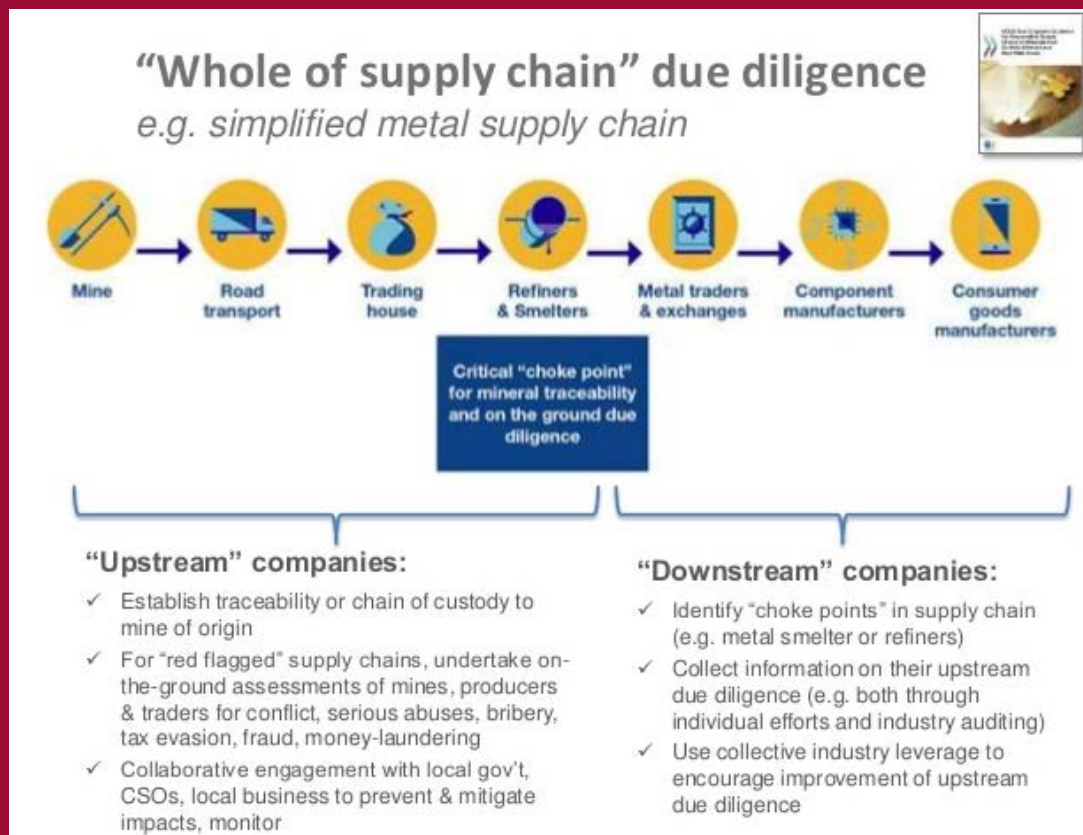 “Whole of supply chain” due diligence
e.g. simplified metal supply chain
Mine
Road
transport
Trading
house
Refiners
& Smelters
Metal traders
& exchanges
Component
manufacturers
Consumer
goods
manufacturers
Critical “choke point”
for mineral traceability
and on the ground due
diligence
“Upstream” companies:
✓ Establish traceability or chain of custody to
mine of origin
✓ For “red flagged” supply chains, undertake on-
the-ground assessments of mines, producers
& traders for conflict, serious abuses, bribery,
tax evasion, fraud, money-laundering
✓ Collaborative engagement with local gov’t,
CSOs, local business to prevent & mitigate
impacts, monitor
“Downstream” companies:
✓ Identify “choke points” in supply chain
(e.g. metal smelter or refiners)
✓ Collect information on their upstream
due diligence (e.g. both through
individual efforts and industry auditing)
✓ Use collective industry leverage to
encourage improvement of upstream
due diligence